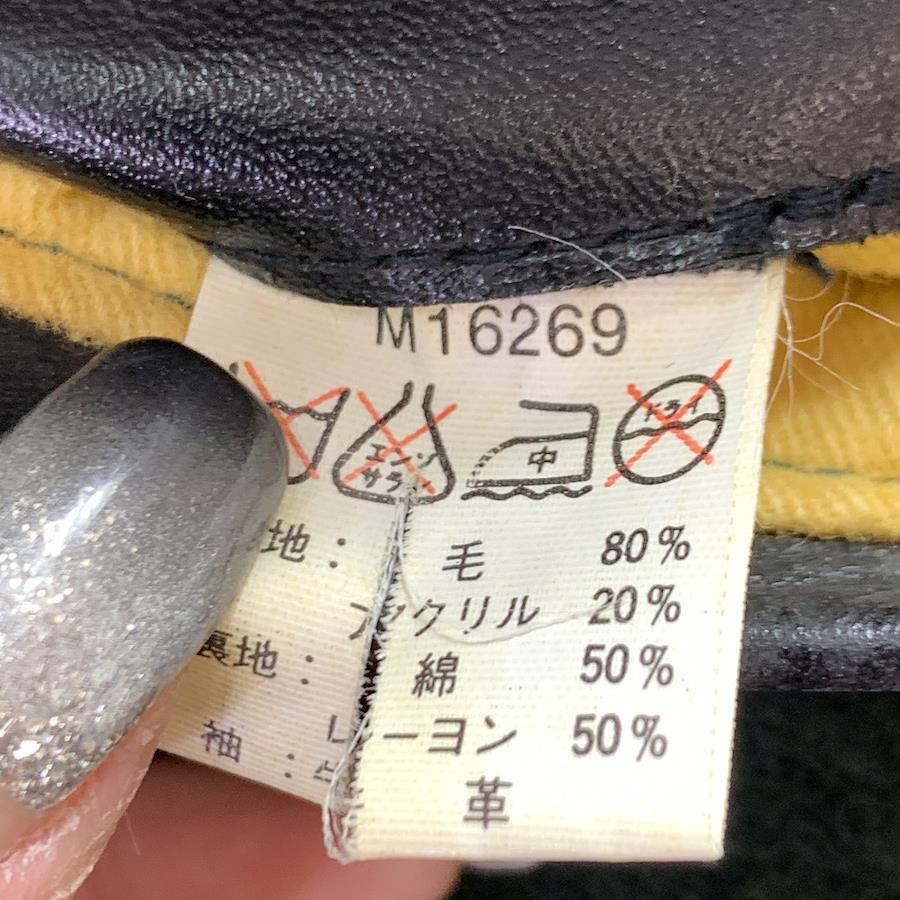 M16269
エンソ
サラシ
中
ドライ
地： 毛 80%
アクリル 20%
裏地： 綿 50%
レーヨン 50%
袖： 革